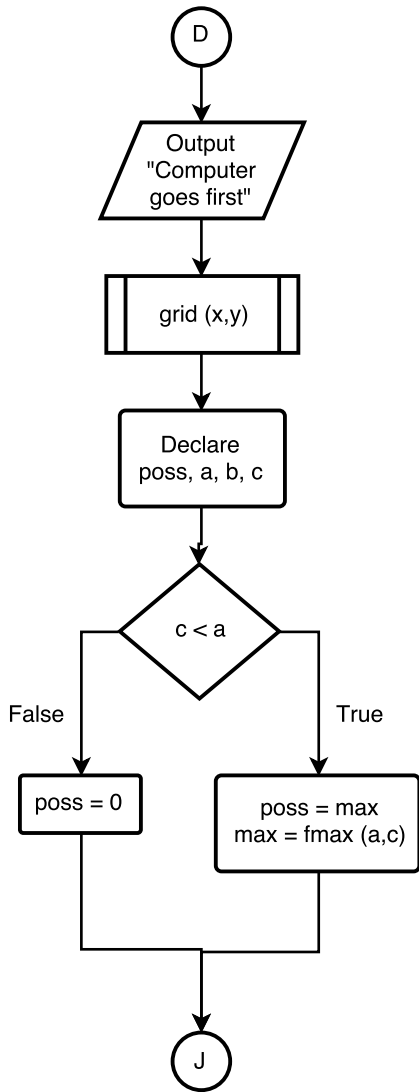 D
Output
"Computer
goes first"
grid (x,y)
Declare
poss, a, b, c
c < a
False
True
poss = 0
poss = max
max = fmax (a,c)
J